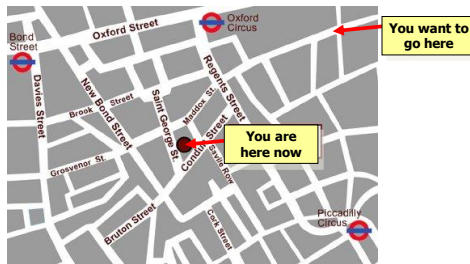 Oxford
Circus
You want to
go here
Bond
Street
Oxford Street
Regents Street
Davies Street
New Bond Street
Brook Street
Maddox St.
Saint George St.
Conduit Street
You are
here now
Savile Row
Grosvenor St.
Bruton Street
Cork Street
Piccadilly
Circus